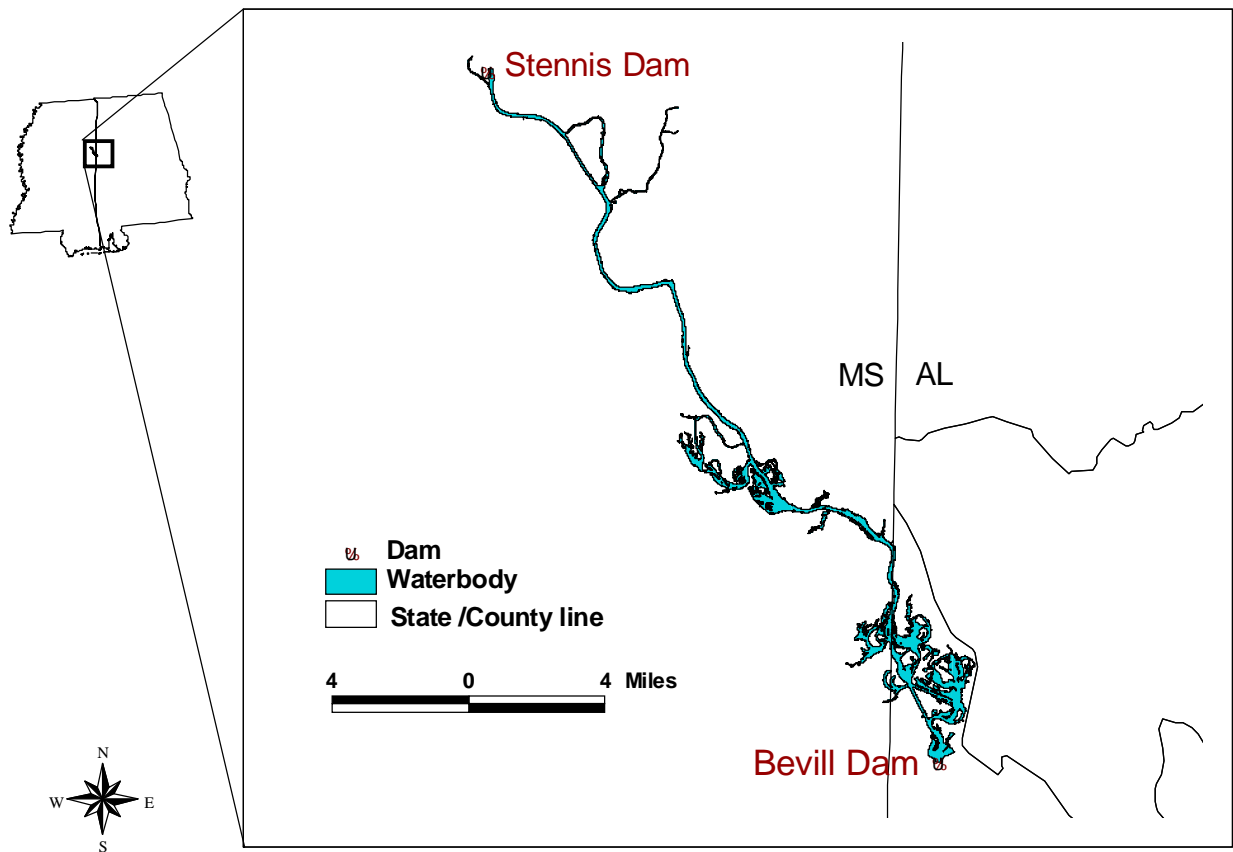 Stennis Dam
MS AL
Dam
Waterbody
State /County line
4 0 4 Miles
Bevill Dam
N
W E
S